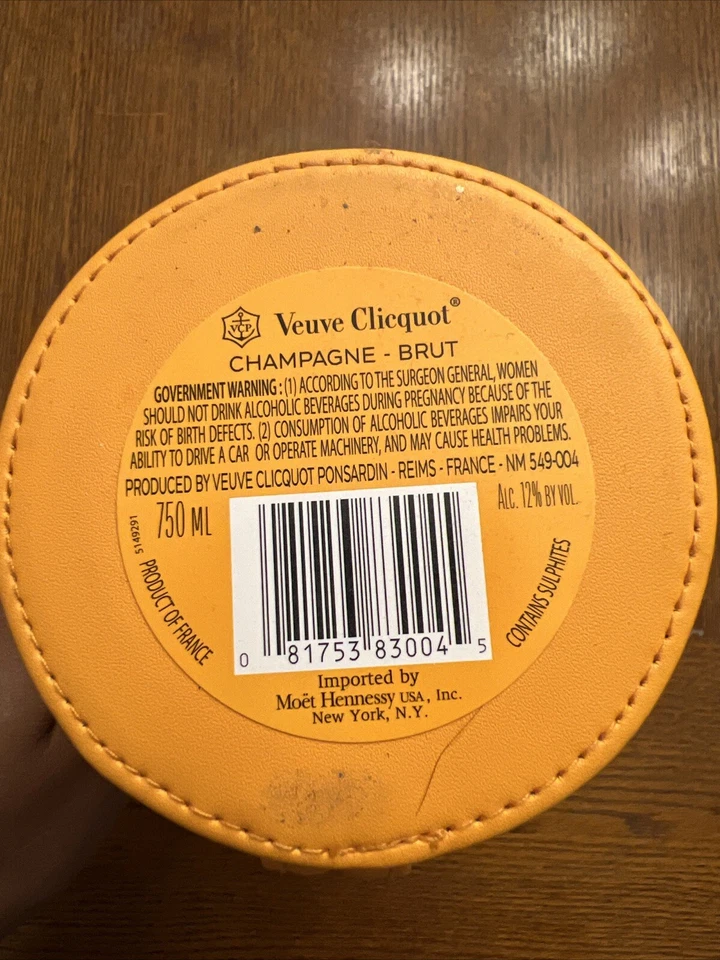 VCP
Veuve Clicquot®
CHAMPAGNE - BRUT
GOVERNMENT WARNING : (1) ACCORDING TO THE SURGEON GENERAL, WOMEN
SHOULD NOT DRINK ALCOHOLIC BEVERAGES DURING PREGNANCY BECAUSE OF THE
RISK OF BIRTH DEFECTS. (2) CONSUMPTION OF ALCOHOLIC BEVERAGES IMPAIRS YOUR
ABILITY TO DRIVE A CAR OR OPERATE MACHINERY, AND MAY CAUSE HEALTH PROBLEMS.
PRODUCED BY VEUVE CLICQUOT PONSARDIN - REIMS - FRANCE - NM 549-004
750 ML
ALC. 12% BY VOL.
5149291
PRODUCT OF FRANCE
CONTAINS SULPHITES
0 81753 83004 5
Imported by
Moët Hennessy USA, Inc.
New York, N.Y.